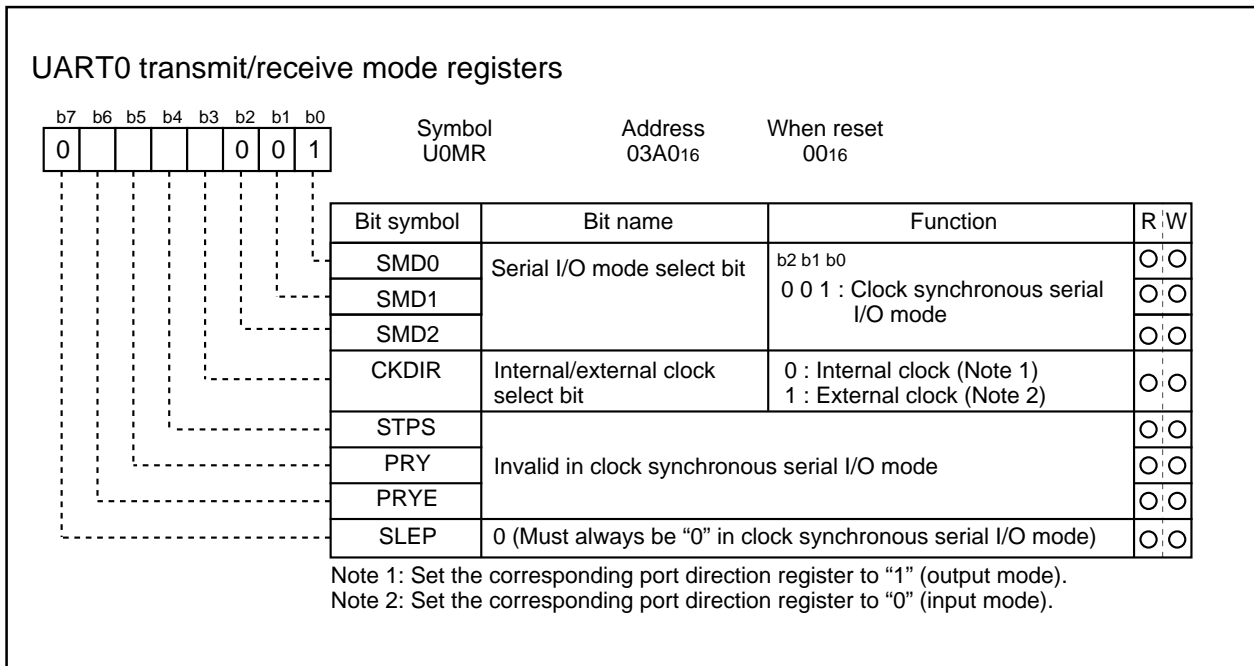 UART0 transmit/receive mode registers
b7 b6 b5 b4 b3 b2 b1 b0
0 0 0 1
Symbol Address When reset
U0MR 03A016 0016
Bit symbol Bit name Function R W
SMD0 Serial I/O mode select bit b2 b1 b0
SMD1 0 0 1 : Clock synchronous serial
I/O mode
SMD2
CKDIR Internal/external clock 0 : Internal clock (Note 1)
select bit 1 : External clock (Note 2)
STPS
PRY Invalid in clock synchronous serial I/O mode
PRYE
SLEP 0 (Must always be “0” in clock synchronous serial I/O mode)
Note 1: Set the corresponding port direction register to “1” (output mode).
Note 2: Set the corresponding port direction register to “0” (input mode).